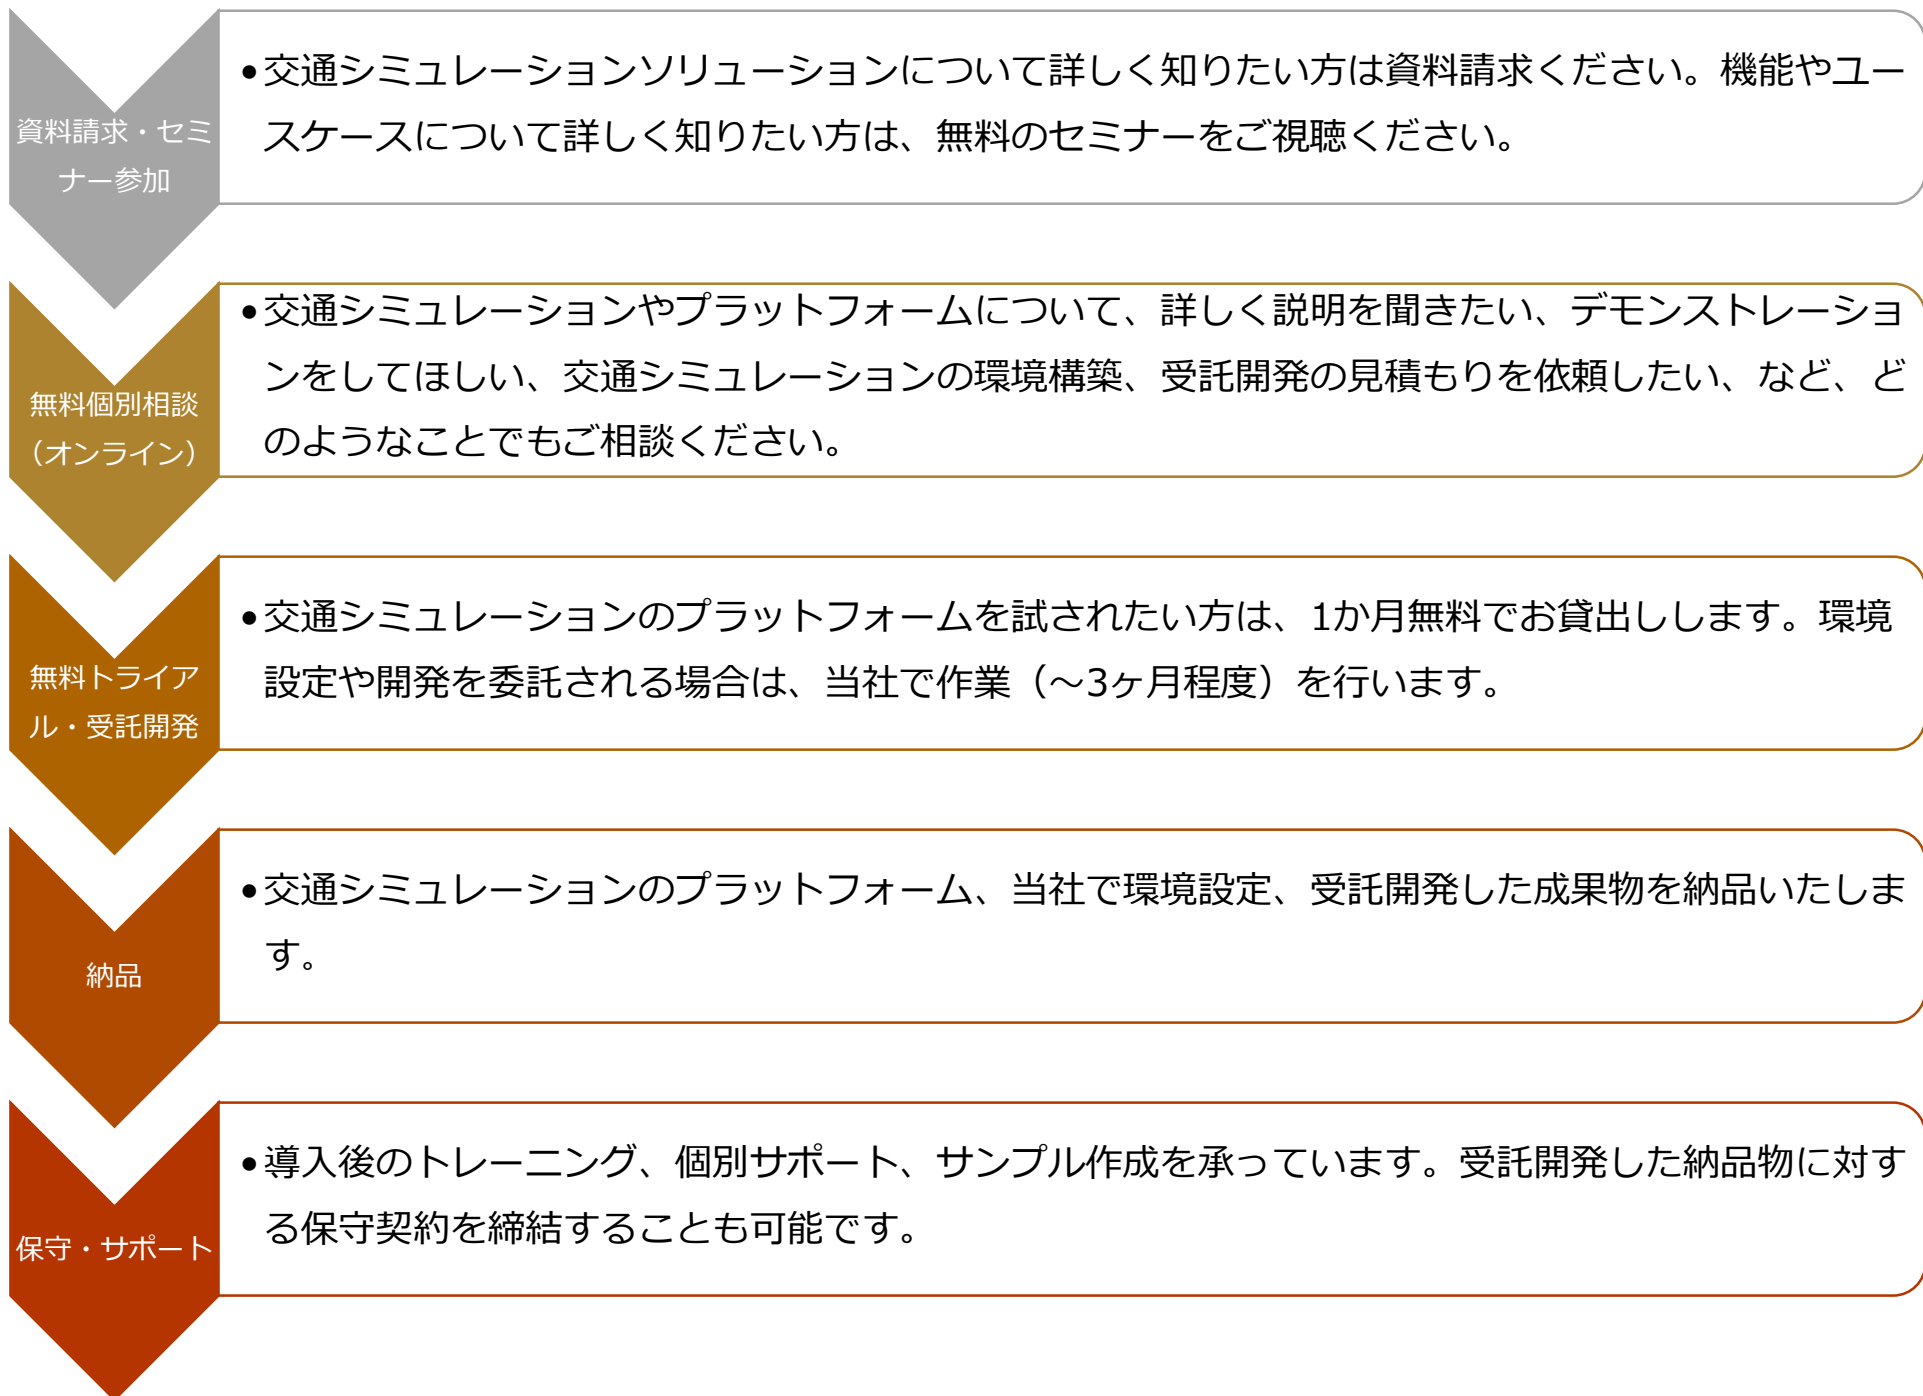 資料請求・セミ
ナー参加
•交通シミュレーションソリューションについて詳しく知りたい方は資料請求ください。機能やユー
スケースについて詳しく知りたい方は、無料のセミナーをご視聴ください。
無料個別相談
（オンライン）
•交通シミュレーションやプラットフォームについて、詳しく説明を聞きたい、デモンストレーショ
ンをしてほしい、交通シミュレーションの環境構築、受託開発の見積もりを依頼したい、など、ど
のようなことでもご相談ください。
無料トライア
ル・受託開発
•交通シミュレーションのプラットフォームを試されたい方は、1か月無料でお貸出しします。環境
設定や開発を委託される場合は、当社で作業（～3ヶ月程度）を行います。
納品
•交通シミュレーションのプラットフォーム、当社で環境設定、受託開発した成果物を納品いたしま
す。
保守・サポート
•導入後のトレーニング、個別サポート、サンプル作成を承っています。受託開発した納品物に対す
る保守契約を締結することも可能です。